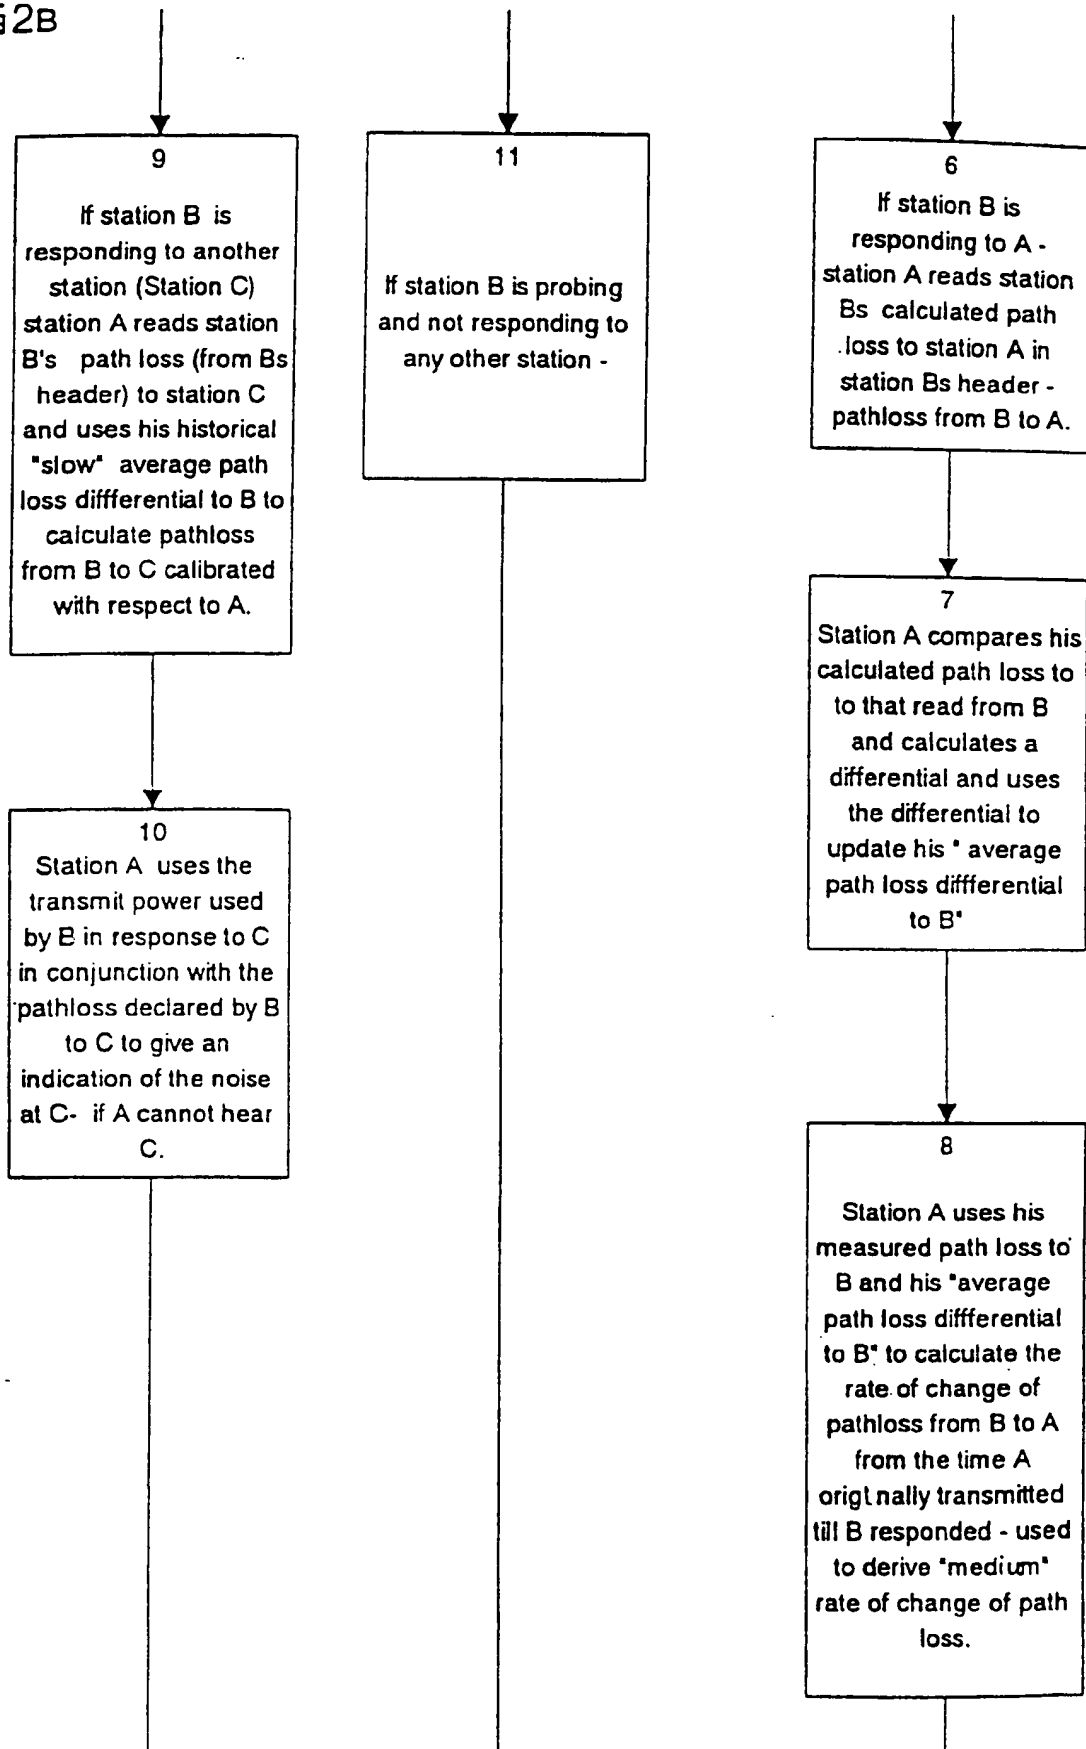 2B
9
If station B is
responding to another
station (Station C)
station A reads station
B's path loss (from Bs
header) to station C
and uses his historical
"slow" average path
loss diffferential to B to
calculate pathloss
from B to C calibrated
with respect to A.
10
Station A uses the
transmit power used
by B in response to C
in conjunction with the
pathloss declared by B
to C to give an
indication of the noise
at C- if A cannot hear
C.
11
If station B is probing
and not responding to
any other station -
6
If station B is
responding to A -
station A reads station
Bs calculated path
loss to station A in
station Bs header -
pathloss from B to A.
7
Station A compares his
calculated path loss to
to that read from B
and calculates a
differential and uses
the differential to
update his " average
path loss diffferential
to B"
8
Station A uses his
measured path loss to
B and his "average
path loss diffferential
to B" to calculate the
rate of change of
pathloss from B to A
from the time A
originally transmitted
till B responded - used
to derive "medium"
rate of change of path
loss.